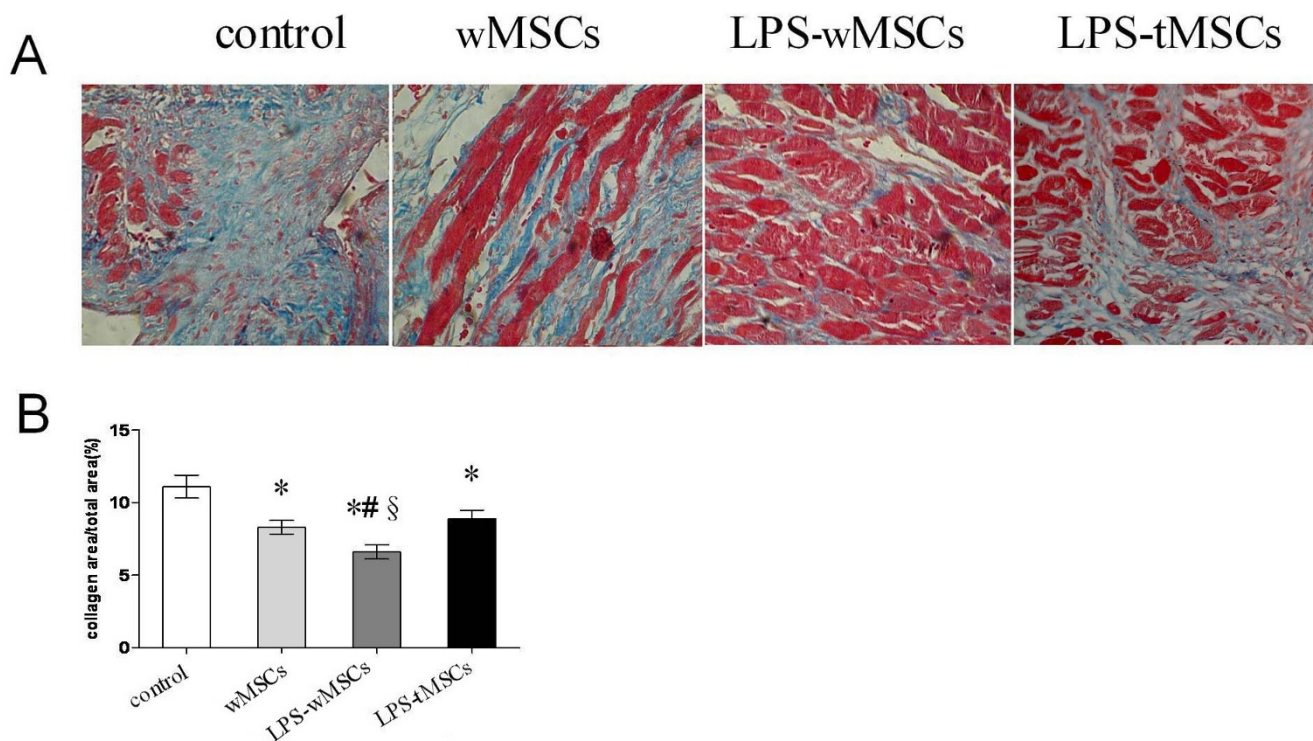 control wMSCs LPS-wMSCs LPS-tMSCs
A
B
collagen area/total area(%)
15
10
5
0
*
*# §
*
control
wMSCs
LPS-wMSCs
LPS-tMSCs